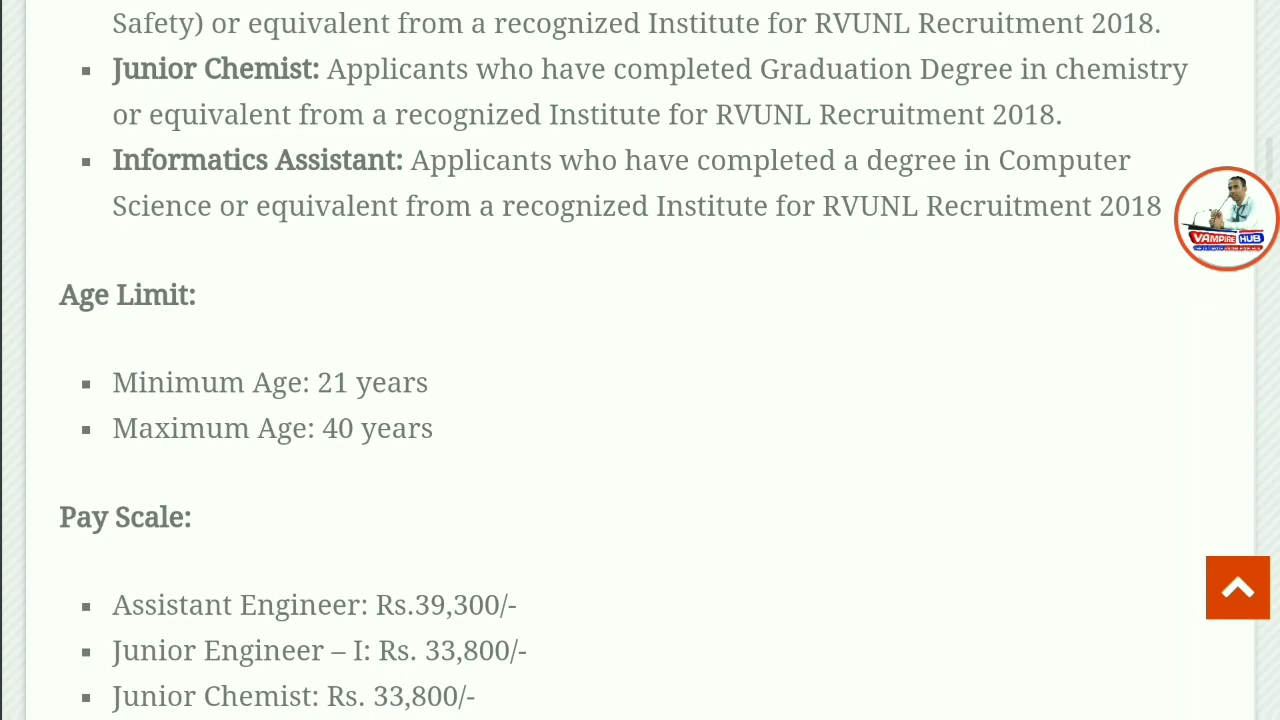 Safety) or equivalent from a recognized Institute for RVUNL Recruitment 2018.
Junior Chemist: Applicants who have completed Graduation Degree in chemistry
or equivalent from a recognized Institute for RVUNL Recruitment 2018.
Informatics Assistant: Applicants who have completed a degree in Computer
Science or equivalent from a recognized Institute for RVUNL Recruitment 2018
VAMPIRE HUB
Age Limit:
Minimum Age: 21 years
Maximum Age: 40 years
Pay Scale:
Assistant Engineer: Rs.39,300/-
Junior Engineer – I: Rs. 33,800/-
Junior Chemist: Rs. 33,800/-